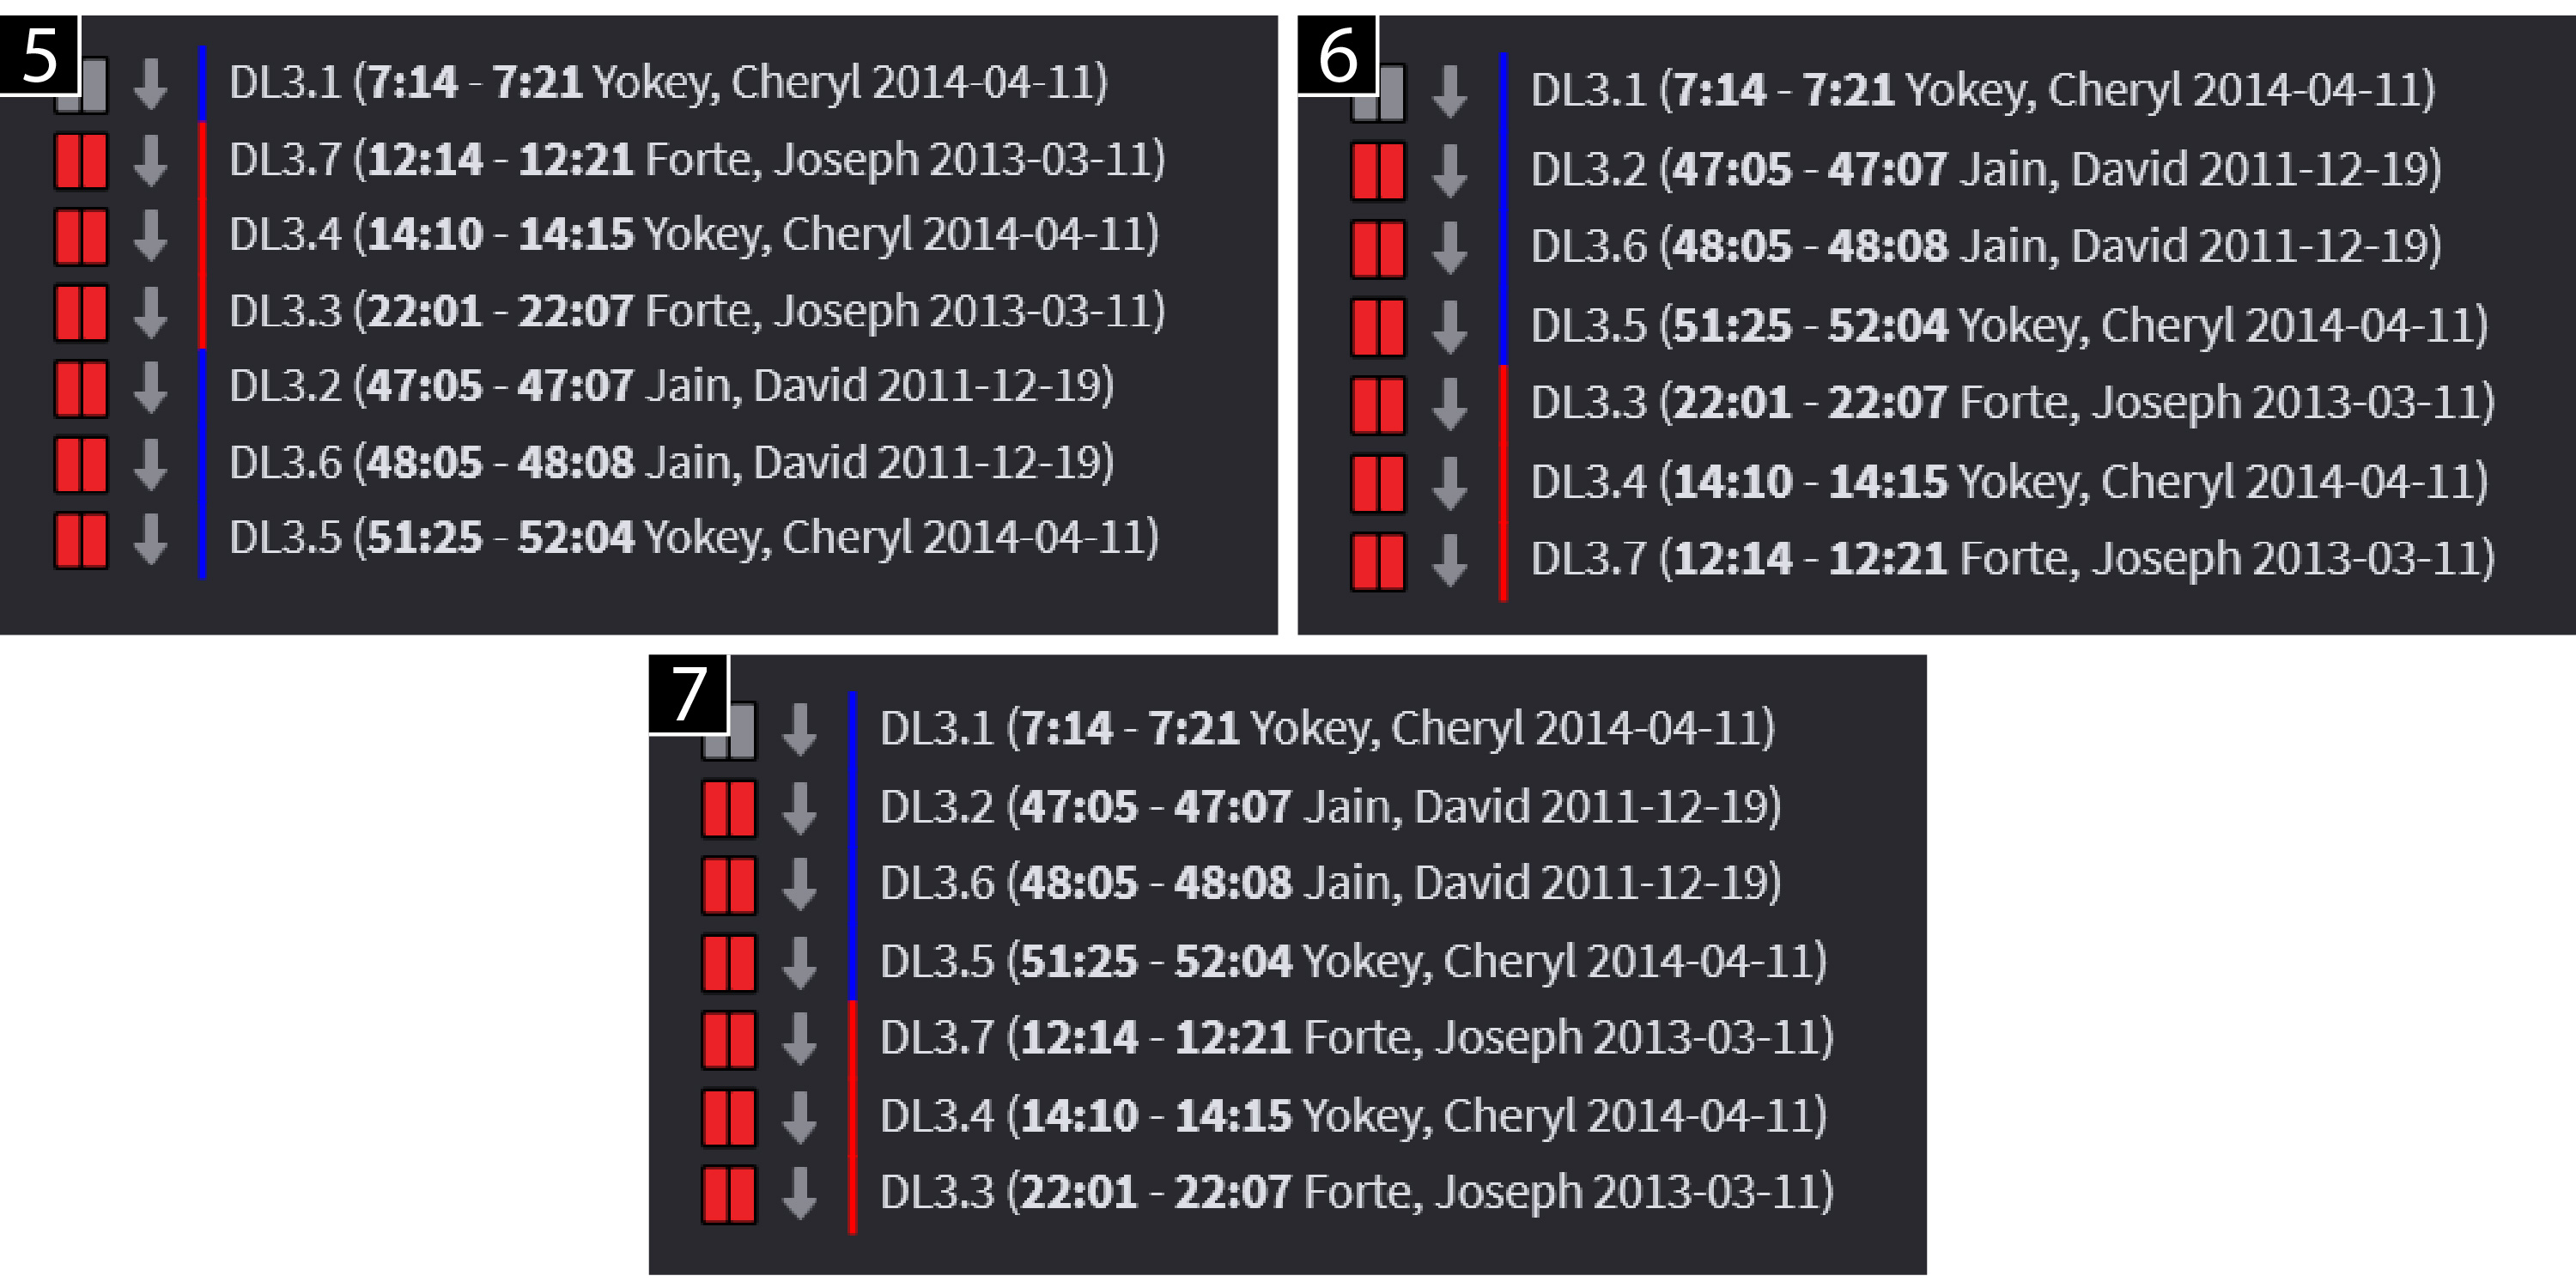 5
DL3.1 (7:14 - 7:21 Yokey, Cheryl 2014-04-11)
DL3.7 (12:14 - 12:21 Forte, Joseph 2013-03-11)
DL3.4 (14:10 - 14:15 Yokey, Cheryl 2014-04-11)
DL3.3 (22:01 - 22:07 Forte, Joseph 2013-03-11)
DL3.2 (47:05 - 47:07 Jain, David 2011-12-19)
DL3.6 (48:05 - 48:08 Jain, David 2011-12-19)
DL3.5 (51:25 - 52:04 Yokey, Cheryl 2014-04-11)
6
DL3.1 (7:14 - 7:21 Yokey, Cheryl 2014-04-11)
DL3.2 (47:05 - 47:07 Jain, David 2011-12-19)
DL3.6 (48:05 - 48:08 Jain, David 2011-12-19)
DL3.5 (51:25 - 52:04 Yokey, Cheryl 2014-04-11)
DL3.3 (22:01 - 22:07 Forte, Joseph 2013-03-11)
DL3.4 (14:10 - 14:15 Yokey, Cheryl 2014-04-11)
DL3.7 (12:14 - 12:21 Forte, Joseph 2013-03-11)
7
DL3.1 (7:14 - 7:21 Yokey, Cheryl 2014-04-11)
DL3.2 (47:05 - 47:07 Jain, David 2011-12-19)
DL3.6 (48:05 - 48:08 Jain, David 2011-12-19)
DL3.5 (51:25 - 52:04 Yokey, Cheryl 2014-04-11)
DL3.7 (12:14 - 12:21 Forte, Joseph 2013-03-11)
DL3.4 (14:10 - 14:15 Yokey, Cheryl 2014-04-11)
DL3.3 (22:01 - 22:07 Forte, Joseph 2013-03-11)